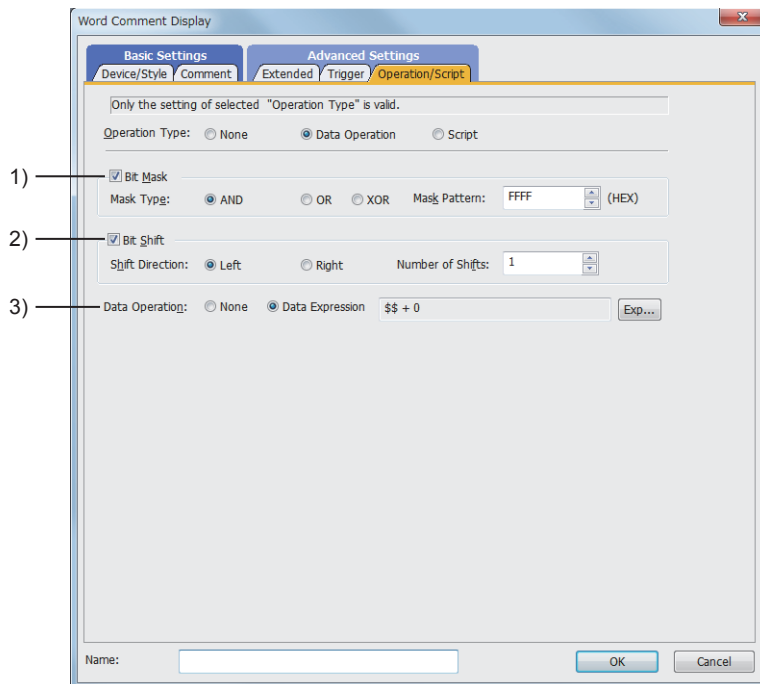 Word Comment Display
x
Basic Settings Advanced Settings
Device/Style Comment Extended Trigger Operation/Script
Only the setting of selected "Operation Type" is valid.
Operation Type: None Data Operation Script
1) Bit Mask
Mask Type: AND OR XOR Mask Pattern: FFFF (HEX)
2) Bit Shift
Shift Direction: Left Right Number of Shifts: 1
3) Data Operation: None Data Expression $$ + 0 Exp...
Name: OK Cancel